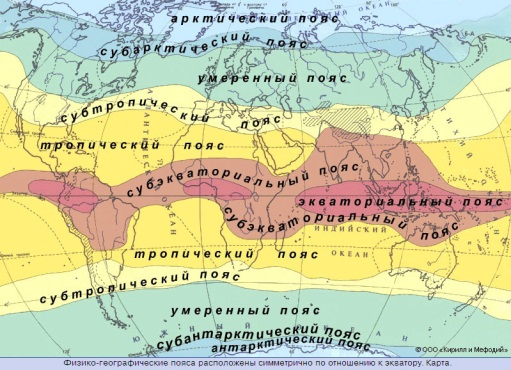 арктический пояс
субарктический пояс
умеренный пояс
субтропический пояс
тропический пояс
субэкваториальный пояс
экваториальный пояс
субэкваториальный пояс
ИНДИЙСКИЙ
ОКЕАН
тропический пояс
субтропический пояс
умеренный пояс
ЮЖНЫЙ ОКЕАН
субантарктический пояс
антарктический пояс
© ООО «Кирилл и Мефодий»
Физико-географические пояса расположены симметрично по отношению к экватору. Карта.